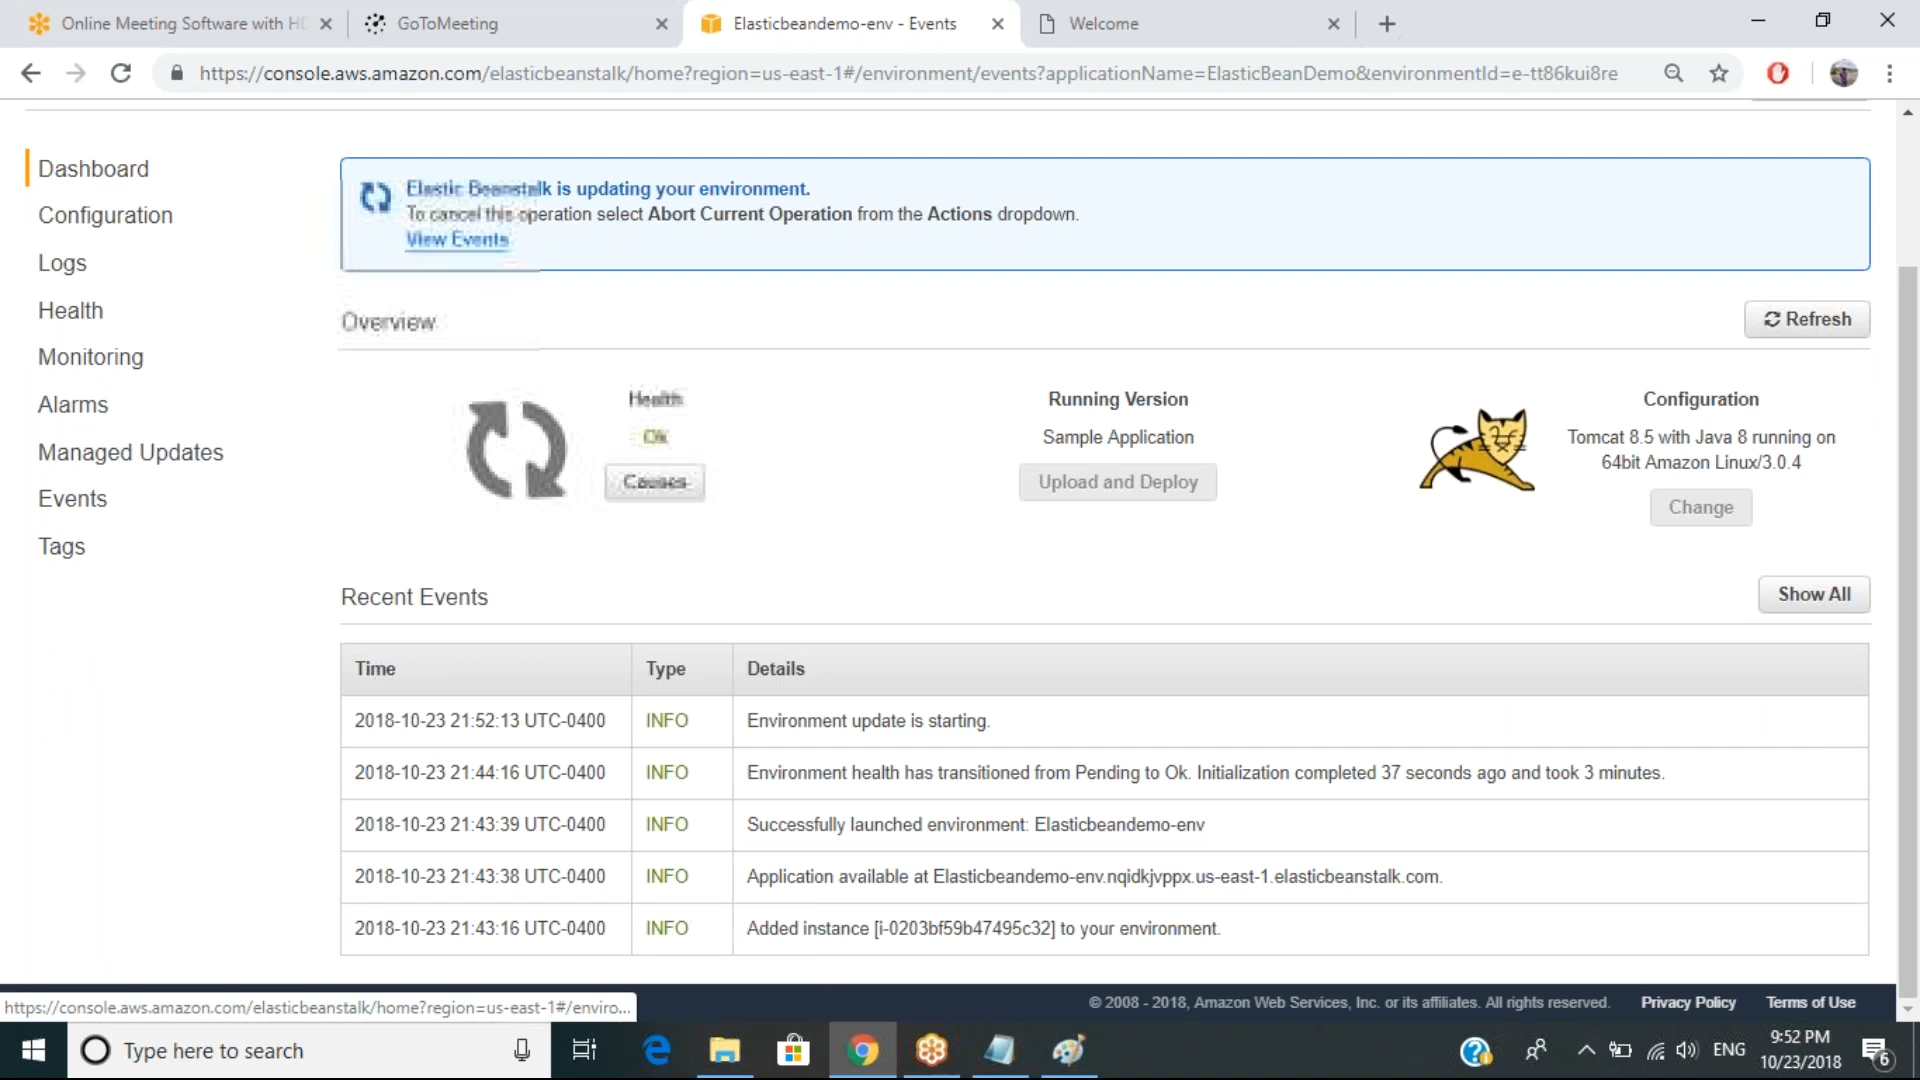 Online Meeting Software with HD
GoToMeeting
Elasticbeandemo-env - Events
Welcome
https://console.aws.amazon.com/elasticbeanstalk/home?region=us-east-1#/environment/events?applicationName=ElasticBeanDemo&environmentId=e-tt86kui8re
Dashboard
Configuration
Logs
Health
Monitoring
Alarms
Managed Updates
Events
Tags
Elastic Beanstalk is updating your environment.
To cancel this operation select Abort Current Operation from the Actions dropdown.
View Events
Overview
Refresh
Health
Ok
Causes
Running Version
Sample Application
Upload and Deploy
Configuration
Tomcat 8.5 with Java 8 running on
64bit Amazon Linux/3.0.4
Change
Recent Events
Show All
Time Type Details
2018-10-23 21:52:13 UTC-0400 INFO Environment update is starting.
2018-10-23 21:44:16 UTC-0400 INFO Environment health has transitioned from Pending to Ok. Initialization completed 37 seconds ago and took 3 minutes.
2018-10-23 21:43:39 UTC-0400 INFO Successfully launched environment: Elasticbeandemo-env
2018-10-23 21:43:38 UTC-0400 INFO Application available at Elasticbeandemo-env.nqidkjvppx.us-east-1.elasticbeanstalk.com.
2018-10-23 21:43:16 UTC-0400 INFO Added instance [i-0203bf59b47495c32] to your environment.
https://console.aws.amazon.com/elasticbeanstalk/home?region=us-east-1#/enviro...
© 2008 - 2018, Amazon Web Services, Inc. or its affiliates. All rights reserved. Privacy Policy Terms of Use
Type here to search
ENG
9:52 PM
10/23/2018
6